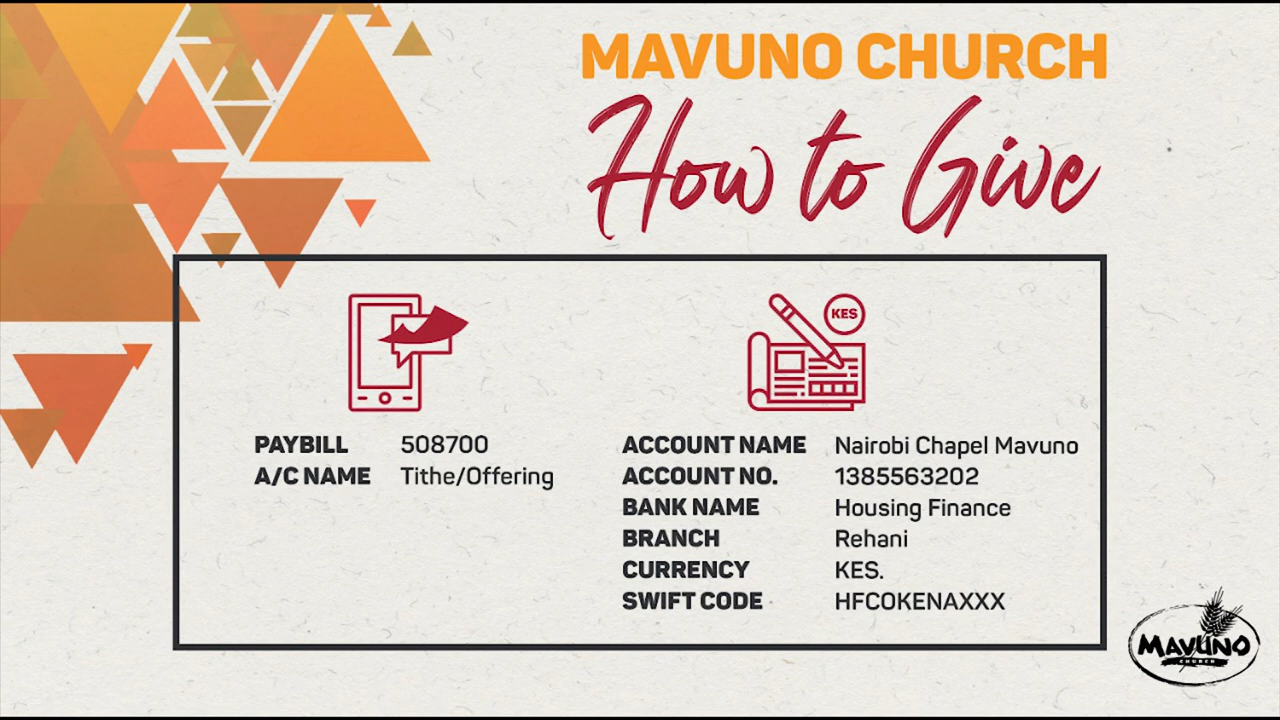 MAVUNO CHURCH
How to Give
KES
PAYBILL 508700
A/C NAME Tithe/Offering
ACCOUNT NAME Nairobi Chapel Mavuno
ACCOUNT NO. 1385563202
BANK NAME Housing Finance
BRANCH Rehani
CURRENCY KES.
SWIFT CODE HFCOKENAXXX
MAVUNO
CHURCH